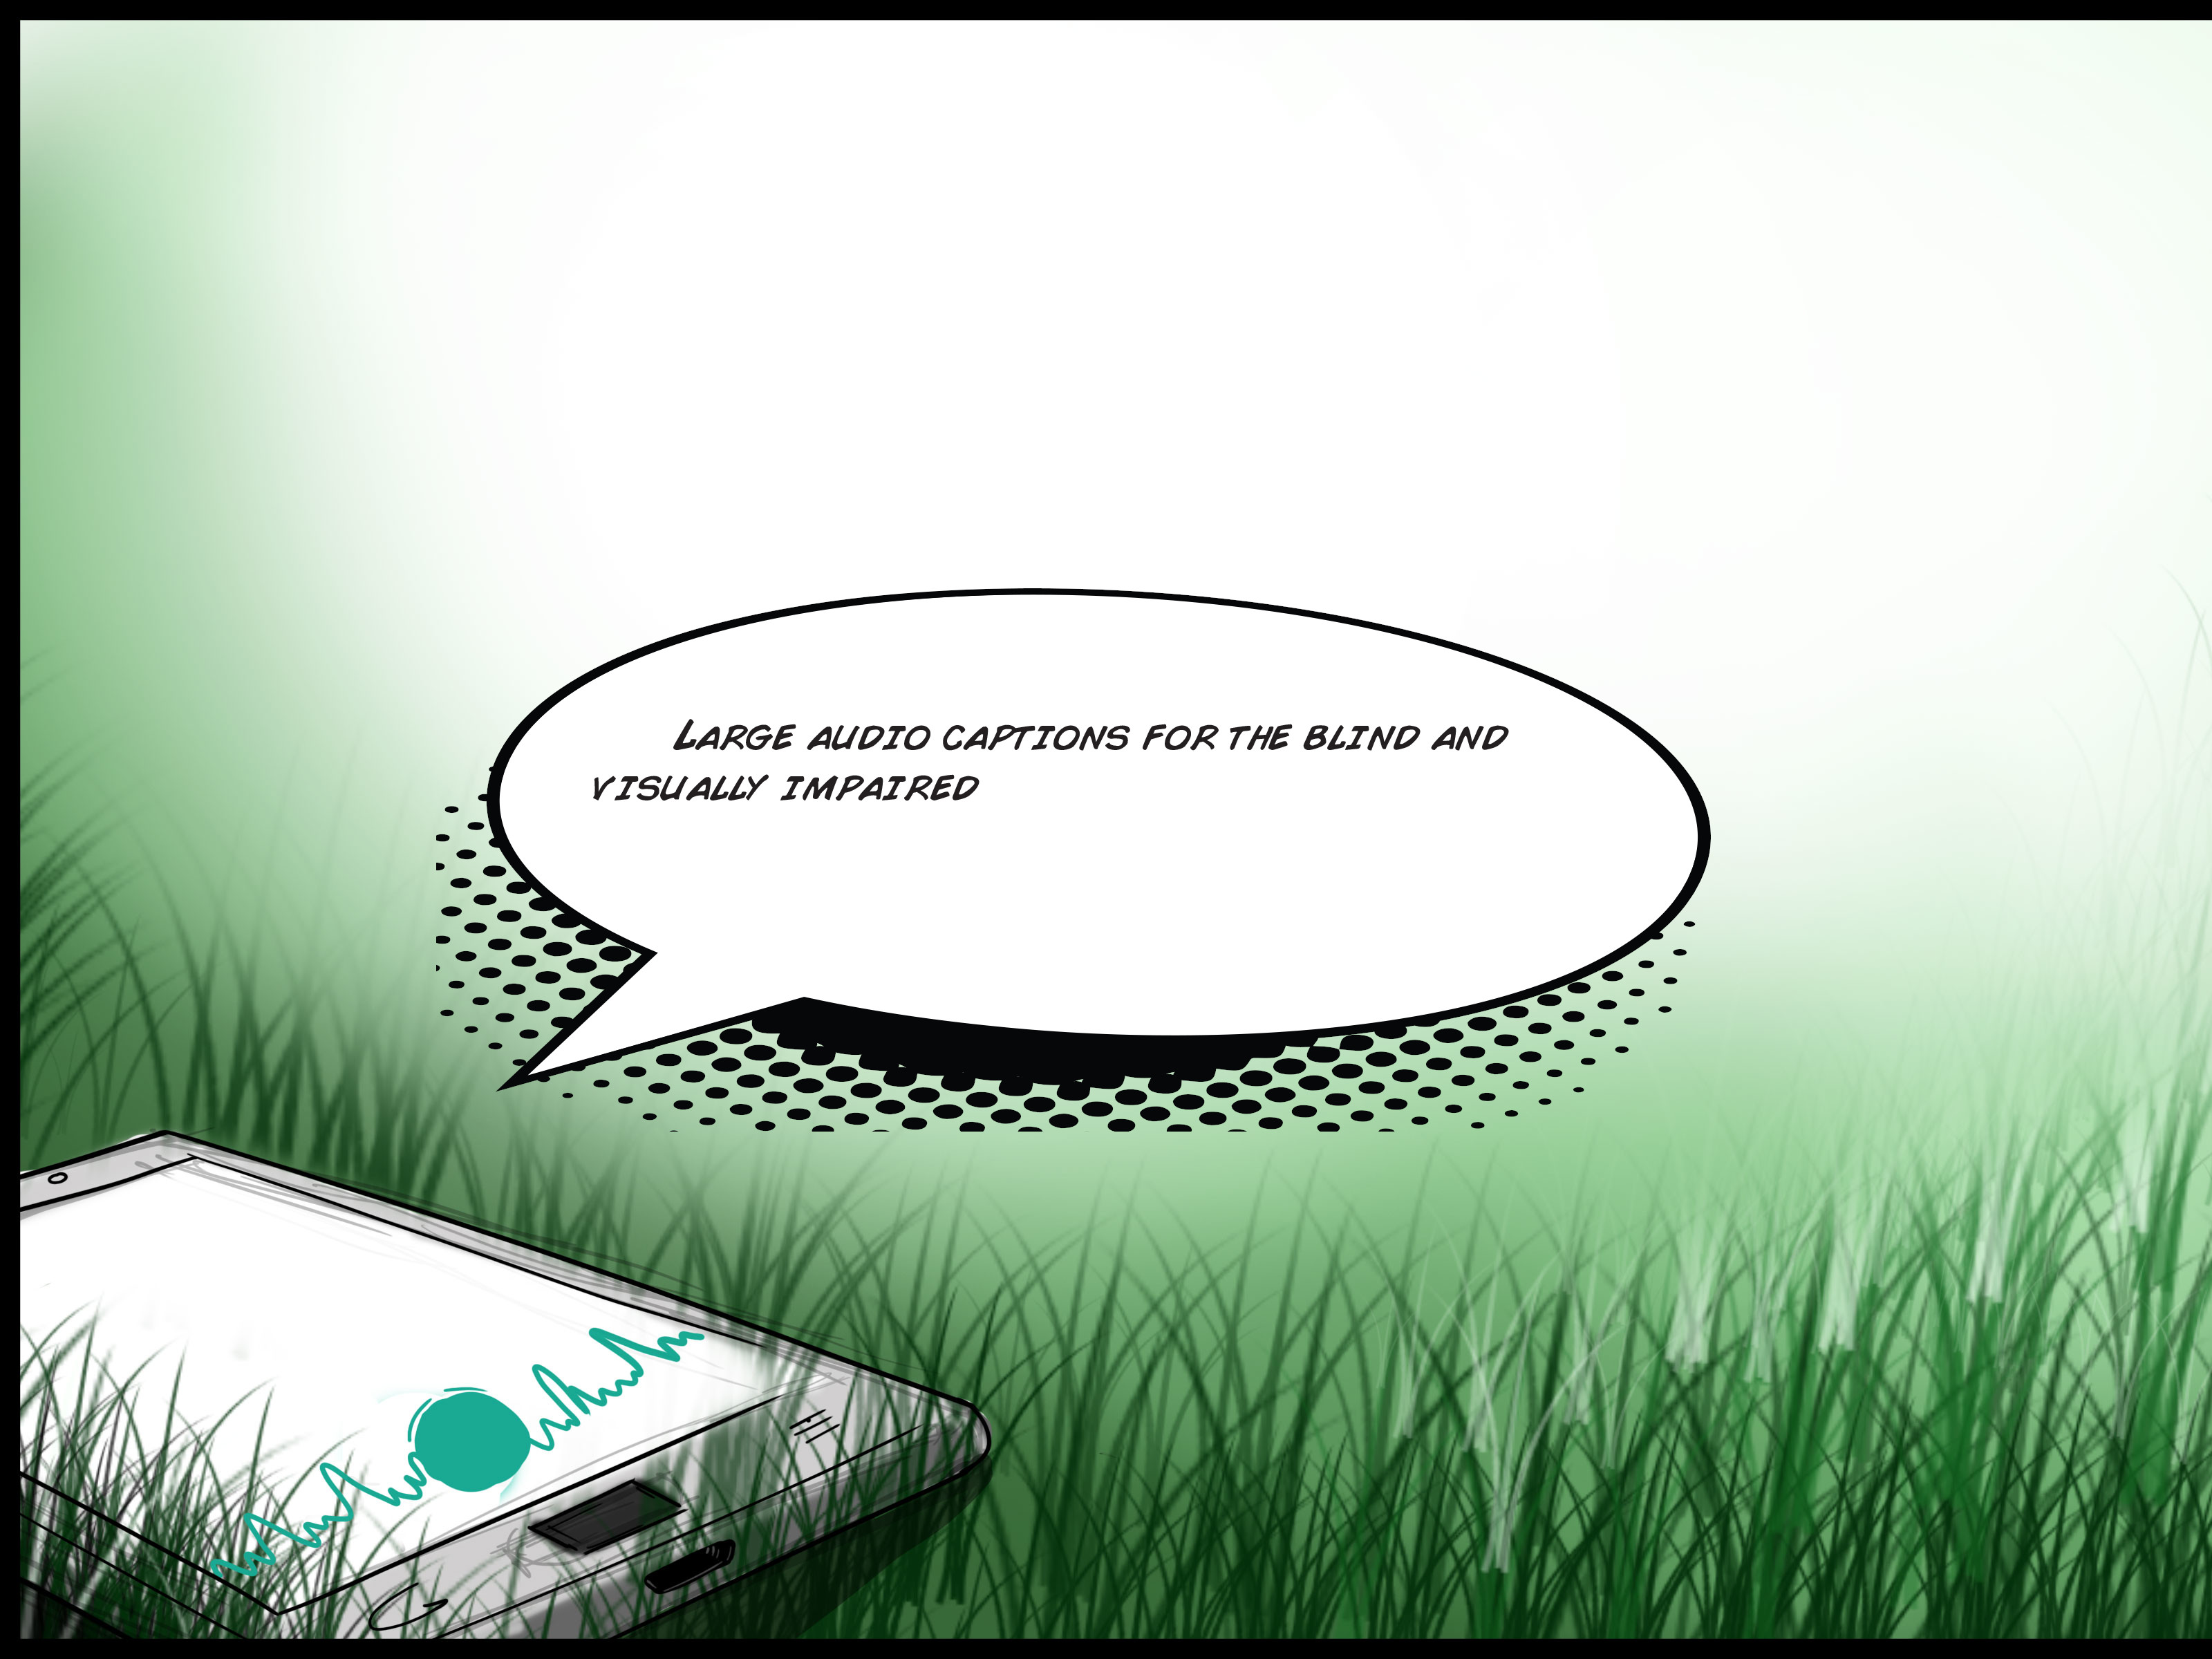 Large audio captions for the blind and
visually impaired